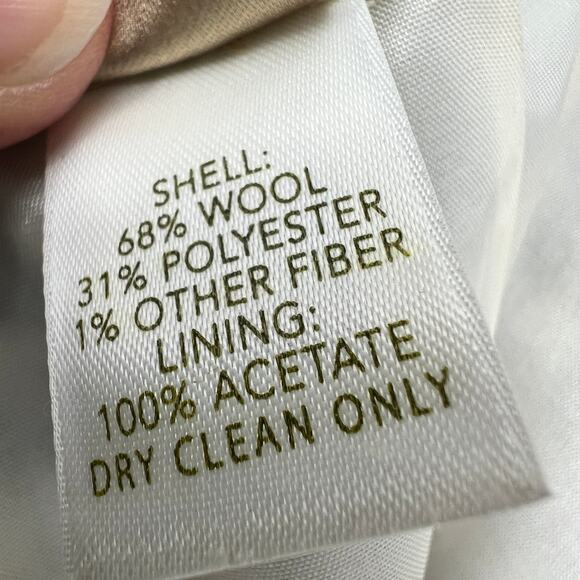 SHELL:
68% WOOL
31% POLYESTER
1% OTHER FIBER
LINING:
100% ACETATE
DRY CLEAN ONLY